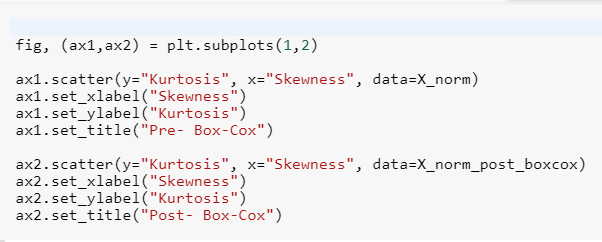 fig, (ax1,ax2) = plt.subplots(1,2)
ax1.scatter(y="Kurtosis", x="Skewness", data=X_norm)
ax1.set_xlabel("Skewness")
ax1.set_ylabel("Kurtosis")
ax1.set_title("Pre- Box-Cox")
ax2.scatter(y="Kurtosis", x="Skewness", data=X_norm_post_boxcox)
ax2.set_xlabel("Skewness")
ax2.set_ylabel("Kurtosis")
ax2.set_title("Post- Box-Cox")